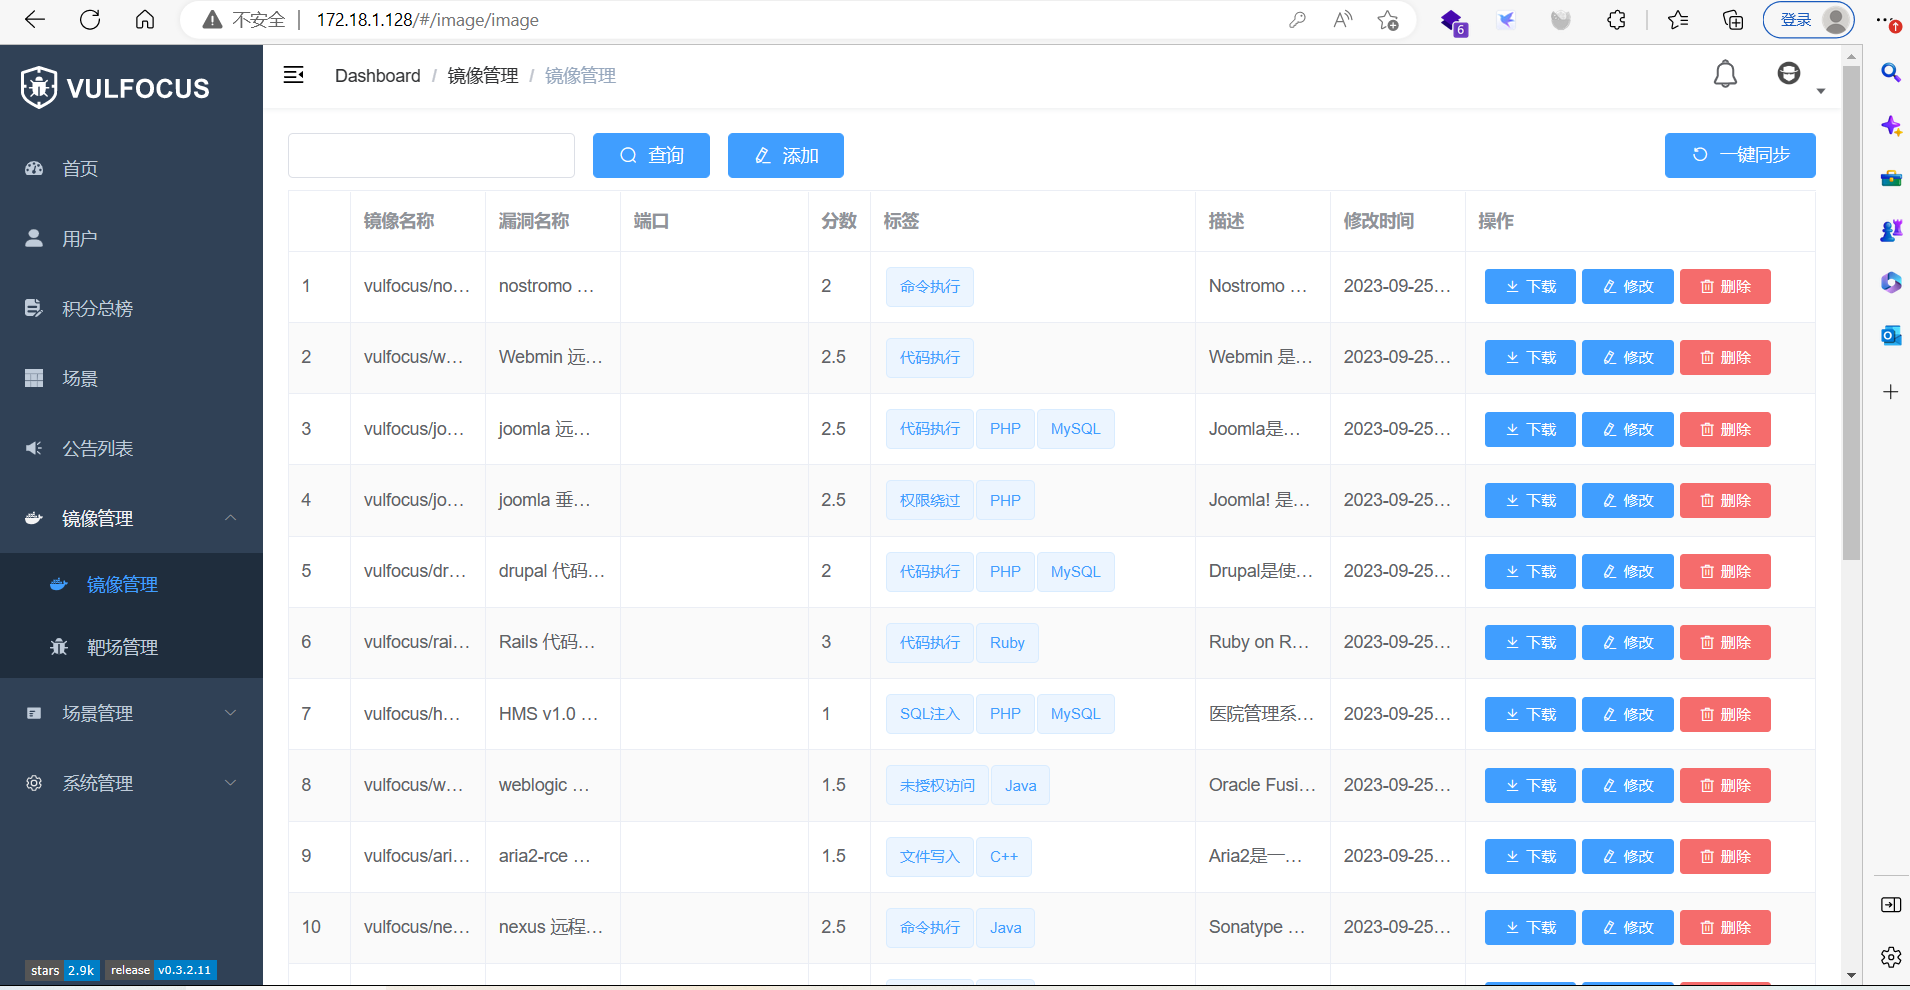 不安全 | 172.18.1.128/#/image/image
6
登录
VULFOCUS
Dashboard / 镜像管理 / 镜像管理
首页
用户
积分总榜
场景
公告列表
镜像管理
镜像管理
靶场管理
场景管理
系统管理
stars 2.9k release v0.3.2.11
查询 添加 一键同步
镜像名称 漏洞名称 端口 分数 标签 描述 修改时间 操作
1 vulfocus/no... nostromo ... 2 命令执行 Nostromo ... 2023-09-25... 下载 修改 删除
2 vulfocus/w... Webmin 远... 2.5 代码执行 Webmin 是... 2023-09-25... 下载 修改 删除
3 vulfocus/jo... joomla 远... 2.5 代码执行 PHP MySQL Joomla是... 2023-09-25... 下载 修改 删除
4 vulfocus/jo... joomla 垂... 2.5 权限绕过 PHP Joomla! 是... 2023-09-25... 下载 修改 删除
5 vulfocus/dr... drupal 代码... 2 代码执行 PHP MySQL Drupal是使... 2023-09-25... 下载 修改 删除
6 vulfocus/rai... Rails 代码... 3 代码执行 Ruby Ruby on R... 2023-09-25... 下载 修改 删除
7 vulfocus/h... HMS v1.0 ... 1 SQL注入 PHP MySQL 医院管理系... 2023-09-25... 下载 修改 删除
8 vulfocus/w... weblogic ... 1.5 未授权访问 Java Oracle Fusi... 2023-09-25... 下载 修改 删除
9 vulfocus/ari... aria2-rce ... 1.5 文件写入 C++ Aria2是一... 2023-09-25... 下载 修改 删除
10 vulfocus/ne... nexus 远程... 2.5 命令执行 Java Sonatype ... 2023-09-25... 下载 修改 删除